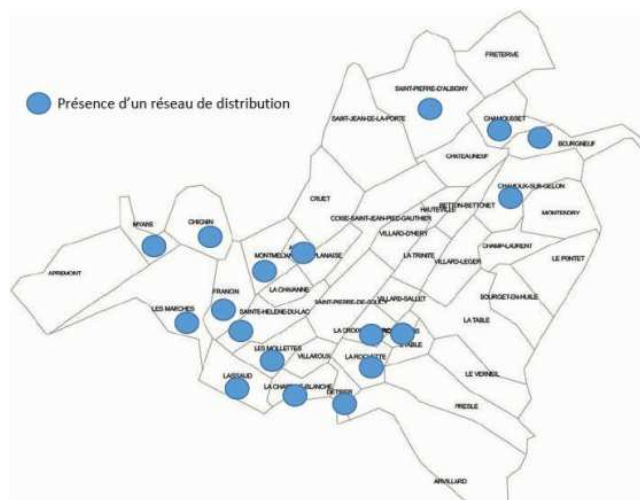 FRETERIVE
SAINT-PIERRE-D'ALBIGNY
Présence d'un réseau de distribution
SAINT-JEAN-DE-LA-PORTE
CHAMOUSSET
BOURGNEUF
CHATEAUNEUF
CRUET
CHAMOUX-SUR-GELON
BETTON-BETTONET
HAUTEVILLE
MONTENDRY
COISE-SAINT-JEAN-PIED-GAUTHIER
CHIGNIN
MYANS
VILLARD-D'HERY
CHAMP-LAURENT
MONTMELIAN
PLANAISE
LA TRINITE
LE PONTET
VILLARD-LEGER
APREMONT
LA CHAVANNE
FRANCIN
SAINT-PIERRE-DE-SOUCY
VILLARD-SALLET
BOURGET-EN-HUILE
SAINTE-HELENE-DU-LAC
LES MARCHES
LA TABLE
LA CROIX
LES MOLLETTES
VILLAROUX
LA ROCHETTE
LE VERNEIL
LAISSAUD
BLANCHE
PRESLE
ARVILLARD